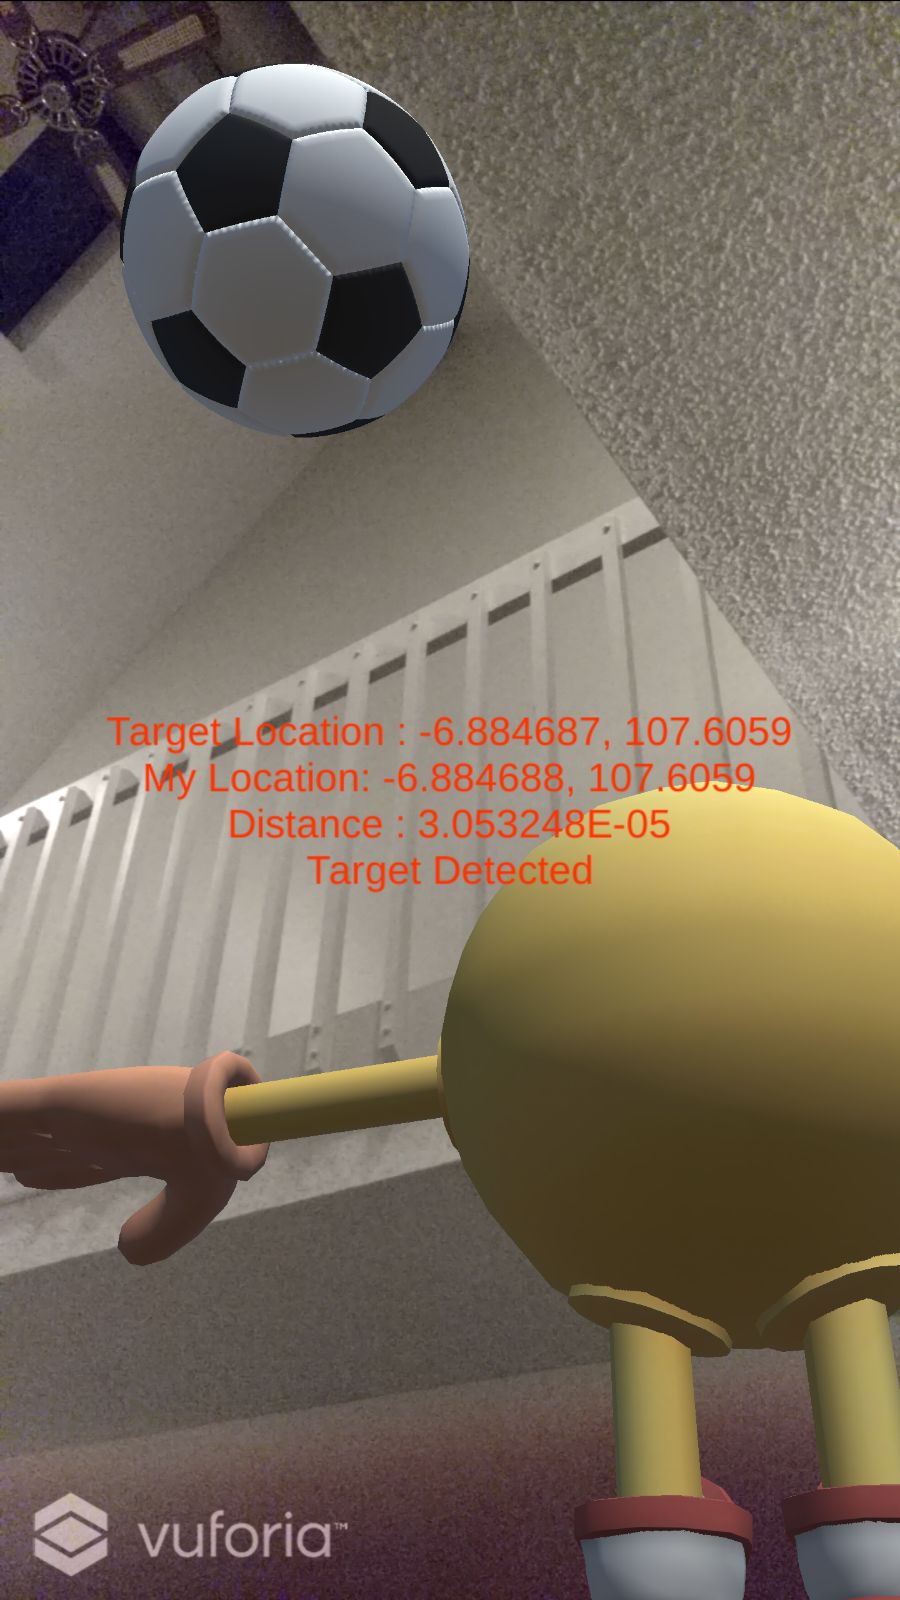 Target Location : -6.884687, 107.6059
My Location: -6.884688, 107.6059
Distance : 3.053248E-05
Target Detected
vuforia™